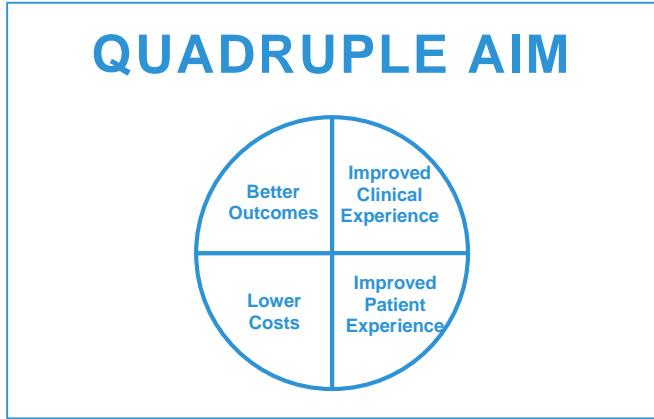 QUADRUPLE AIM
Better
Outcomes
Improved
Clinical
Experience
Lower
Costs
Improved
Patient
Experience